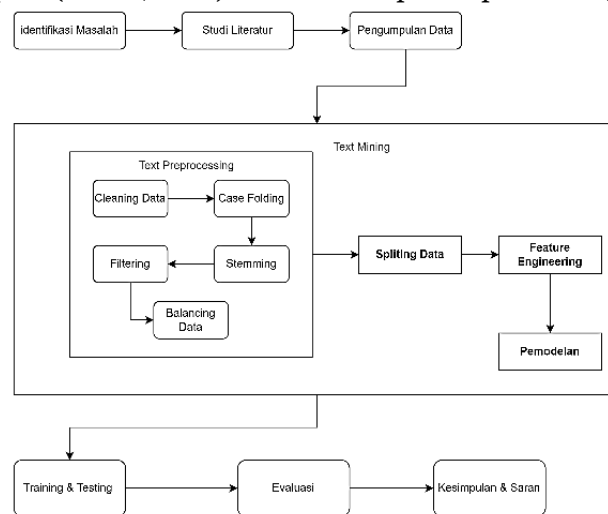 identifikasi Masalah
Studi Literatur
Pengumpulan Data
Text Mining
Text Preprocessing
Cleaning Data
Case Folding
Filtering
Stemming
Balancing
Data
Spliting Data
Feature
Engineering
Pemodelan
Training & Testing
Evaluasi
Kesimpulan & Saran